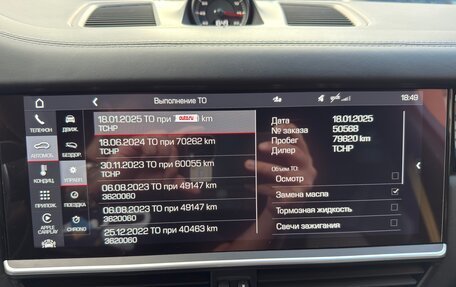 18:49
Выполнение ТО
18:49
ТЕЛЕФОН
ДВИЖ.
АВТОМОБ.
БЕЗДОР.
КОНДИЦ.
УПРАВЛ.
ПОЕЗДКА
APPLE CARPLAY
CHRONO
18.01.2025 ТО при auto.ru km
TCHP
18.06.2024 ТО при 70262 km
TCHP
30.11.2023 ТО при 60055 km
TCHP
06.08.2023 ТО при 49147 km
3620060
06.08.2023 ТО при 49147 km
3620060
25.12.2022 ТО при 40463 km
3620060
Дата 18.01.2025
№ заказа 50568
Пробег 79620 km
Дилер TCHP
Объем ТО:
Осмотр
Замена масла
Тормозная жидкость
Свечи зажигания